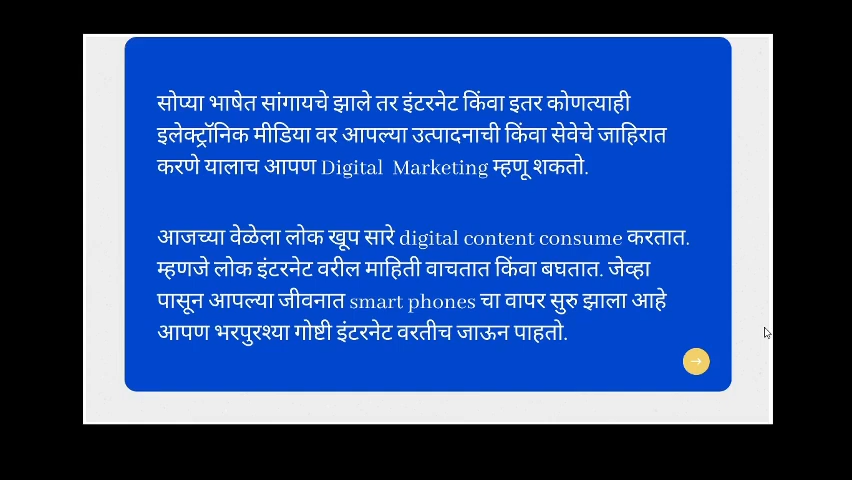 सोप्या भाषेत सांगायचे झाले तर इंटरनेट किंवा इतर कोणत्याही
इलेक्ट्रॉनिक मीडिया वर आपल्या उत्पादनाची किंवा सेवेचे जाहिरात
करणे यालाच आपण Digital Marketing म्हणू शकतो.
आजच्या वेळेला लोक खूप सारे digital content consume करतात.
म्हणजे लोक इंटरनेट वरील माहिती वाचतात किंवा बघतात. जेव्हा
पासून आपल्या जीवनात smart phones चा वापर सुरु झाला आहे
आपण भरपुरश्या गोष्टी इंटरनेट वरतीच जाऊन पाहतो.